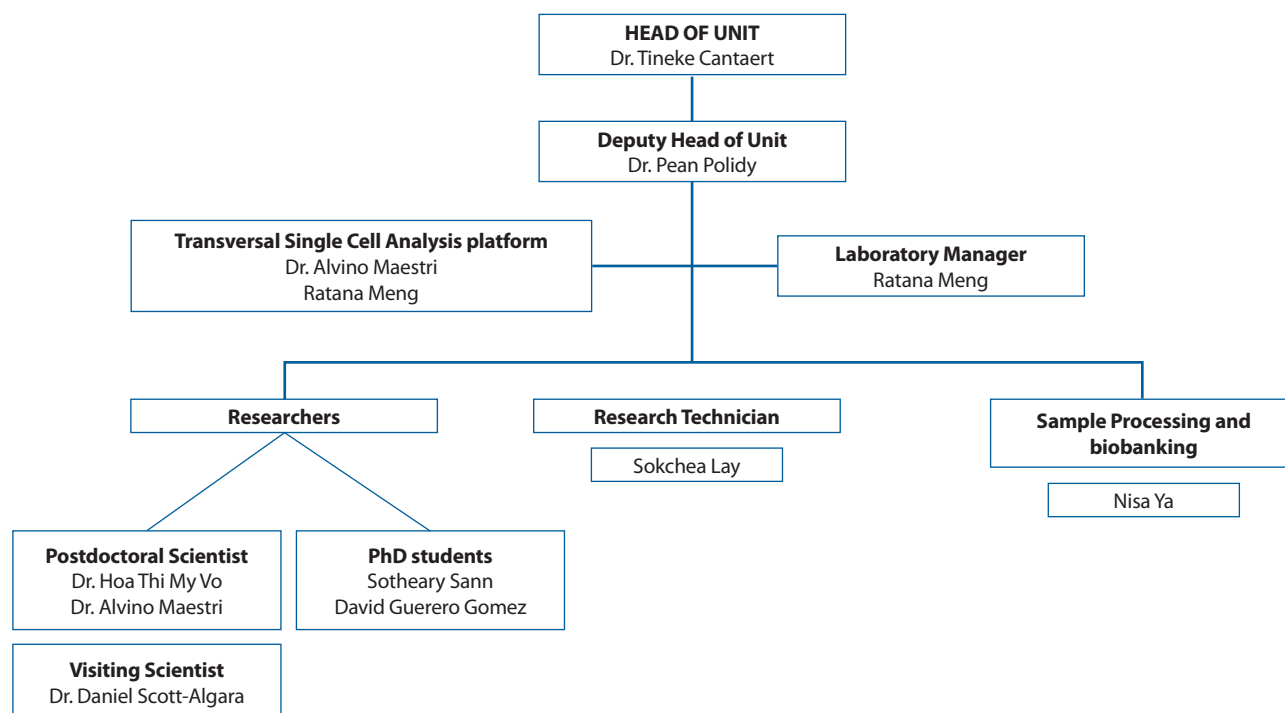 HEAD OF UNIT
Dr. Tineke Cantaert
Deputy Head of Unit
Dr. Pean Polidy
Transversal Single Cell Analysis platform
Dr. Alvino Maestri
Ratana Meng
Laboratory Manager
Ratana Meng
Researchers
Research Technician
Sokchea Lay
Sample Processing and
biobanking
Nisa Ya
Postdoctoral Scientist
Dr. Hoa Thi My Vo
Dr. Alvino Maestri
PhD students
Sotheary Sann
David Guerero Gomez
Visiting Scientist
Dr. Daniel Scott-Algara